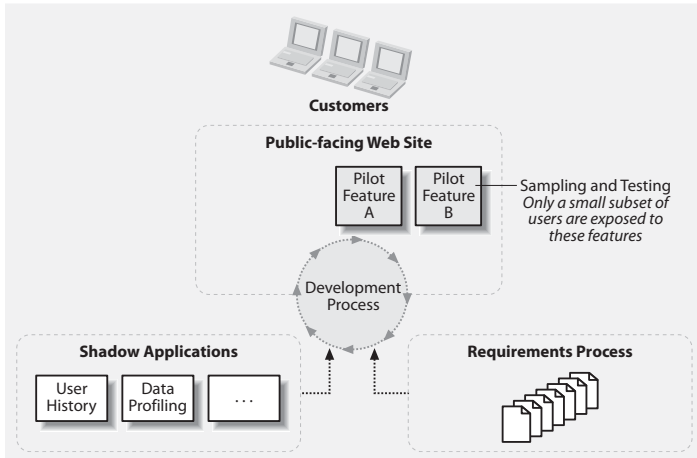 Customers
Public-facing Web Site
Pilot
Feature
A
Pilot
Feature
B
Sampling and Testing
Only a small subset of
users are exposed to
these features
Development
Process
Shadow Applications
User
History
Data
Profiling
...
Requirements Process